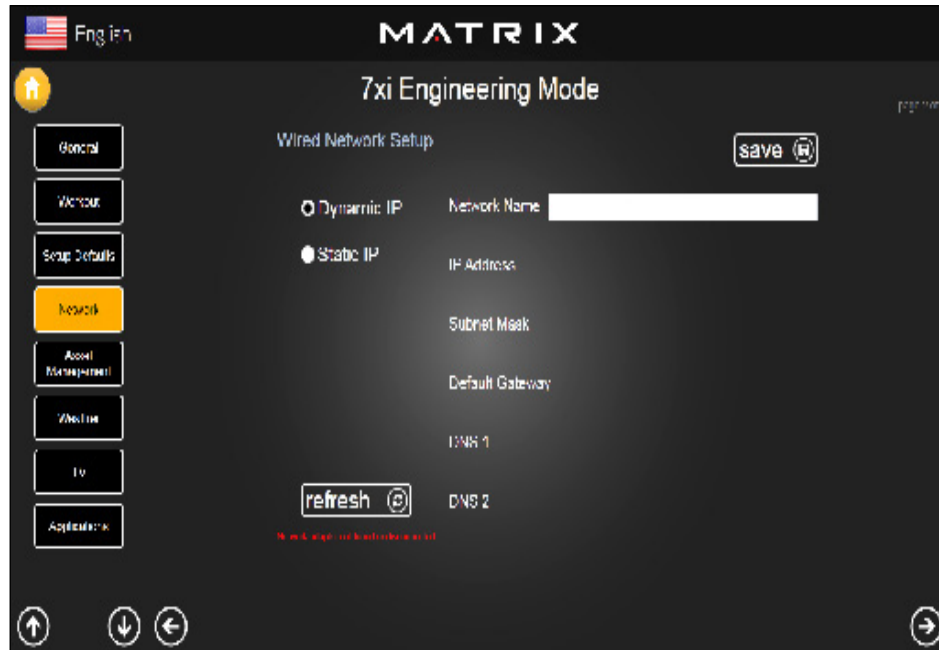 English
MATRIX
7xi Engineering Mode
General
Workout
Setup Defaults
Network
Asset
Management
Weather
TV
Applications
Wired Network Setup
save
Dynamic IP
Static IP
Network Name
IP Address
Subnet Mask
Default Gateway
DNS 1
DNS 2
refresh